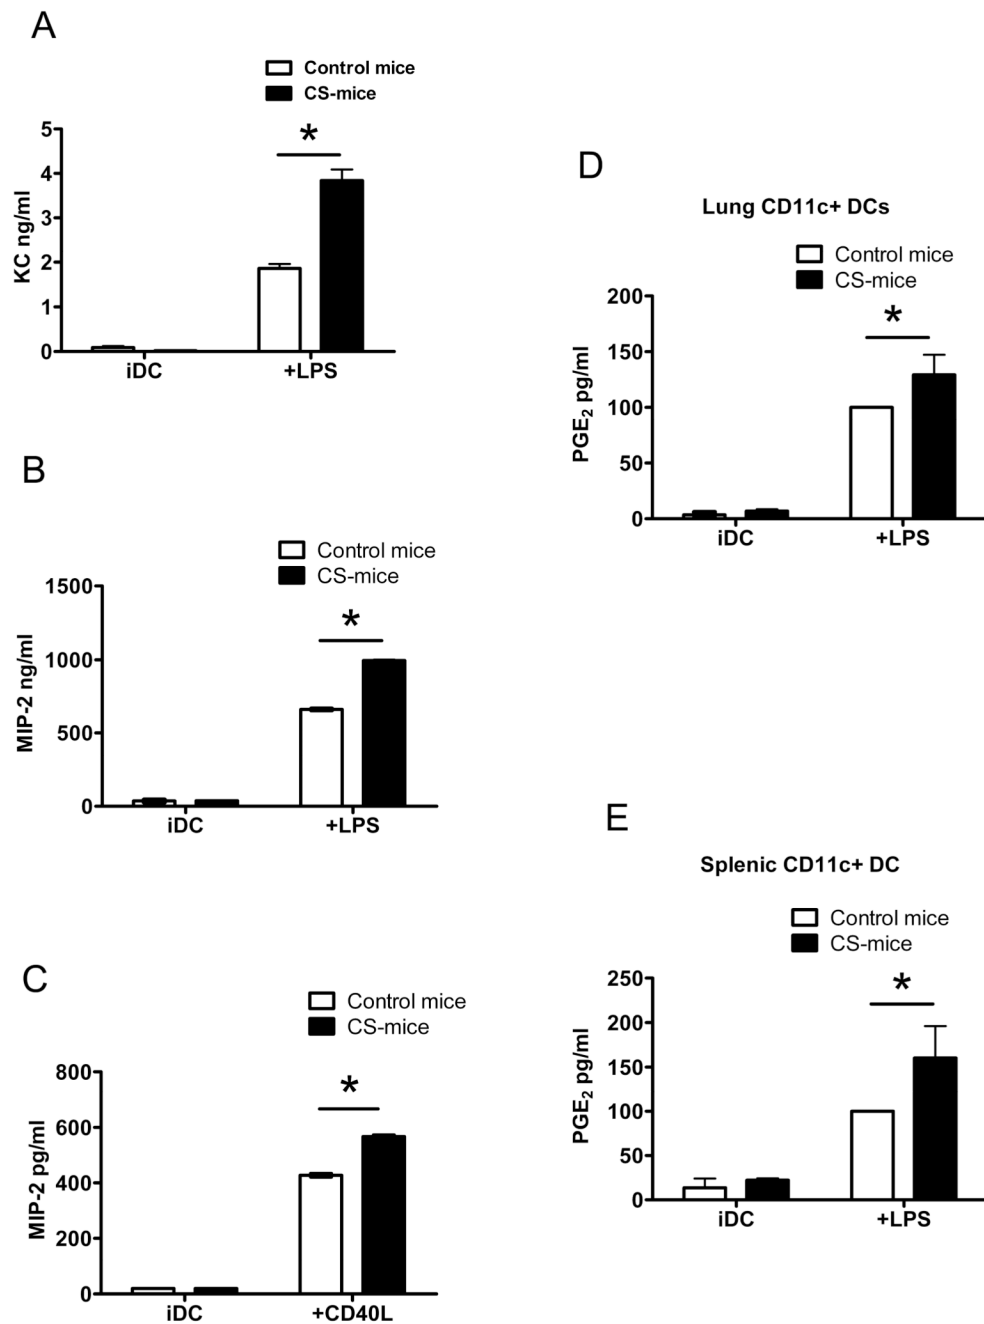 A
Control mice
CS-mice
*
5
4
3
2
1
0
KC ng/ml
iDC
+LPS
B
Control mice
CS-mice
*
1500
1000
500
0
MIP-2 ng/ml
iDC
+LPS
C
Control mice
CS-mice
*
800
600
400
200
0
MIP-2 pg/ml
iDC
+CD40L
D
Lung CD11c+ DCs
Control mice
CS-mice
*
200
150
100
50
0
PGE₂ pg/ml
iDC
+LPS
E
Splenic CD11c+ DC
Control mice
CS-mice
*
250
200
150
100
50
0
PGE₂ pg/ml
iDC
+LPS